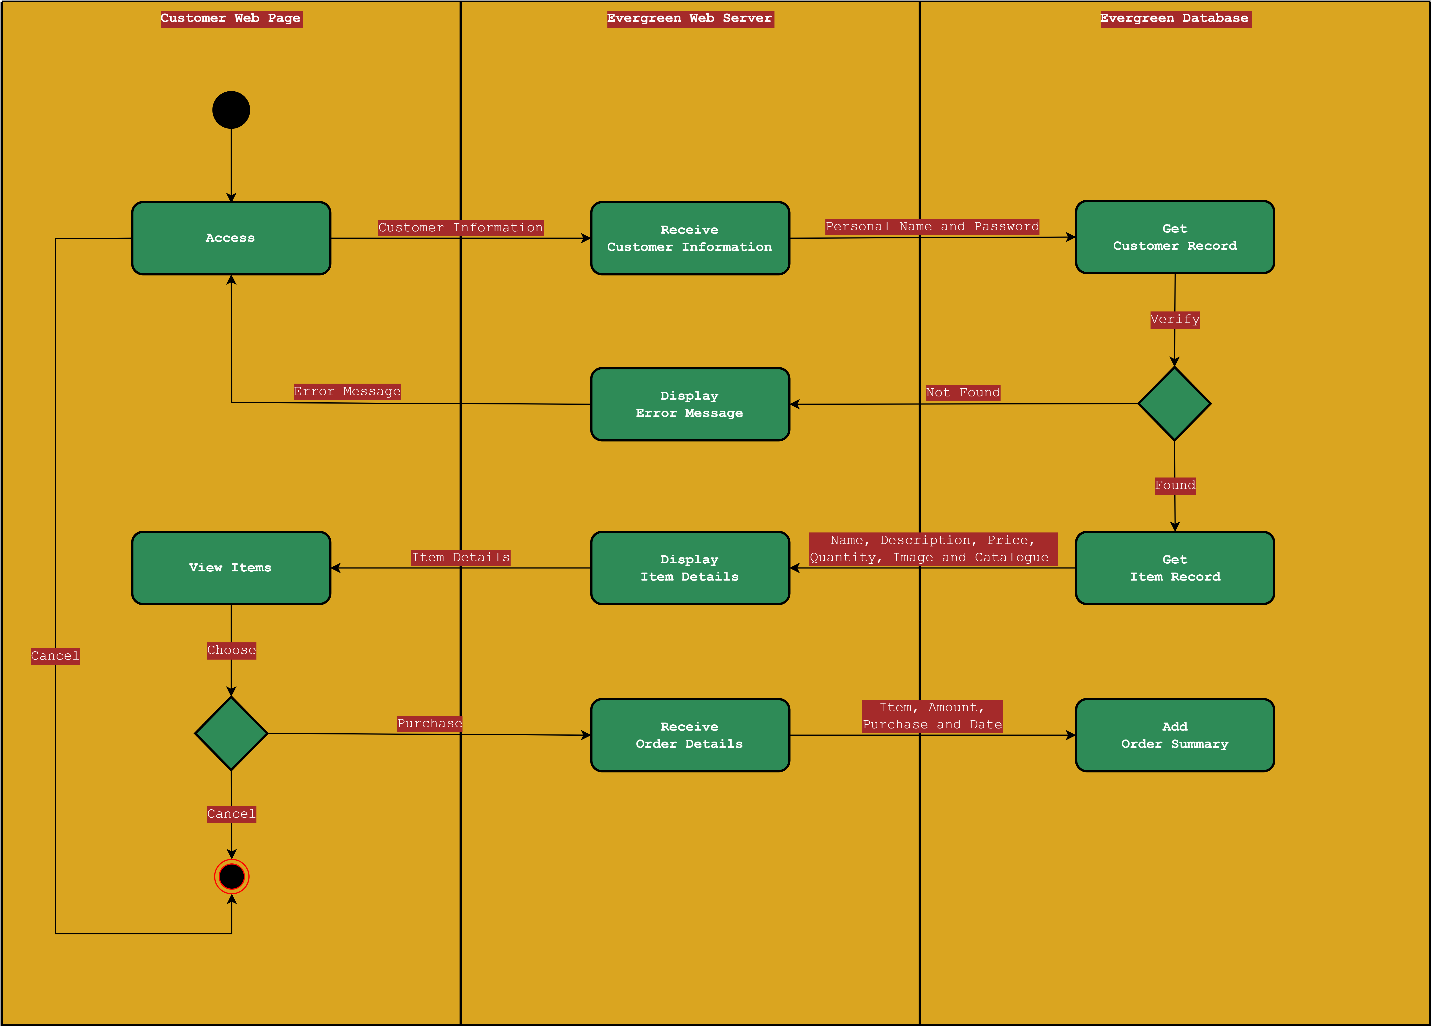 Customer Web Page
Evergreen Web Server
Evergreen Database
Access
Customer Information
Receive
Customer Information
Personal Name and Password
Get
Customer Record
Verify
Error Message
Display
Error Message
Not Found
Found
View Items
Item Details
Display
Item Details
Name, Description, Price,
Quantity, Image and Catalogue
Get
Item Record
Cancel
Choose
Purchase
Receive
Order Details
Item, Amount,
Purchase and Date
Add
Order Summary
Cancel